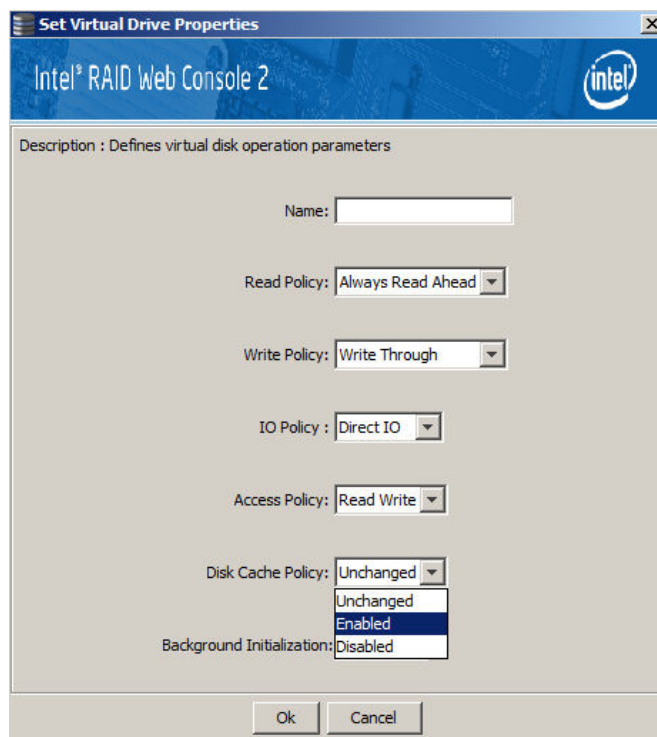 Set Virtual Drive Properties
Intel® RAID Web Console 2
intel
Description : Defines virtual disk operation parameters
Name:
Read Policy: Always Read Ahead
Write Policy: Write Through
IO Policy : Direct IO
Access Policy: Read Write
Disk Cache Policy: Unchanged
Unchanged
Enabled
Background Initialization: Disabled
Ok Cancel